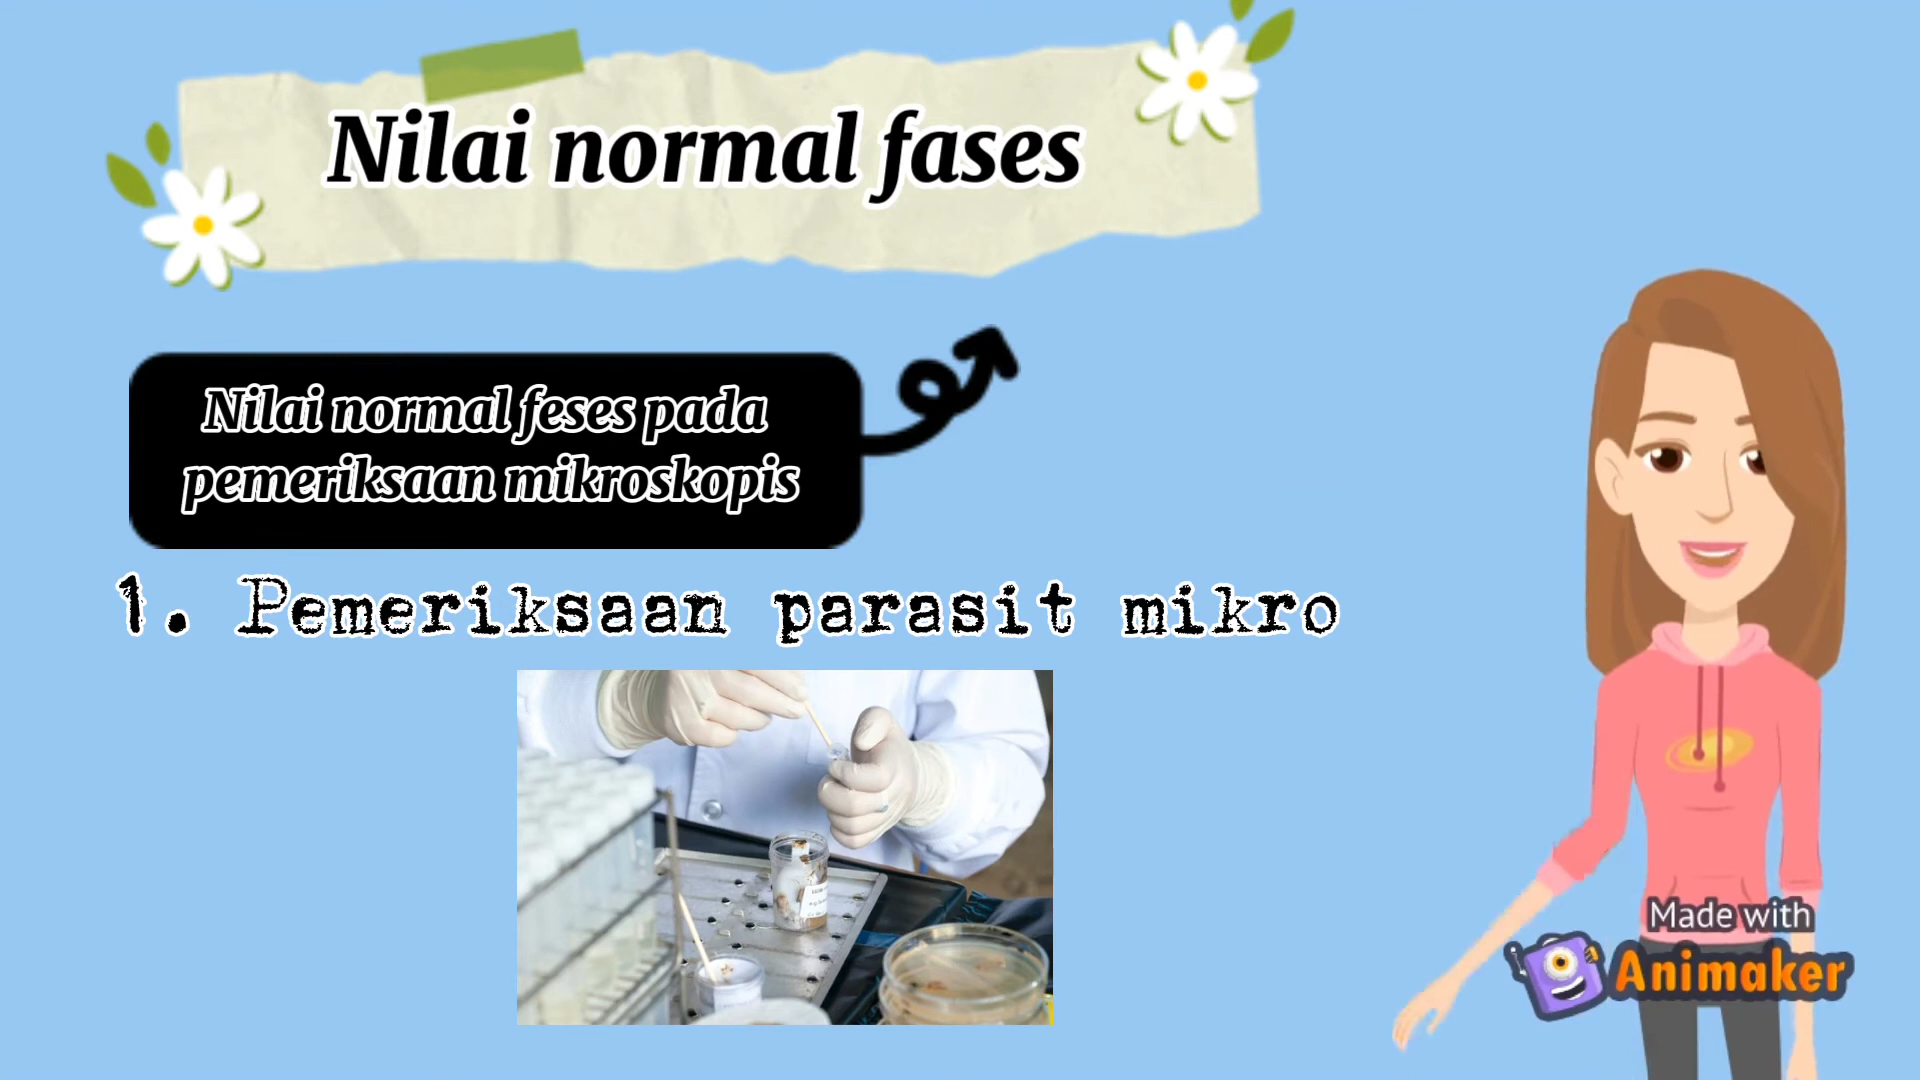 Nilai normal fases
Nilai normal feses pada
pemeriksaan mikroskopis
1. Pemeriksaan parasit mikro
Made with
Animaker